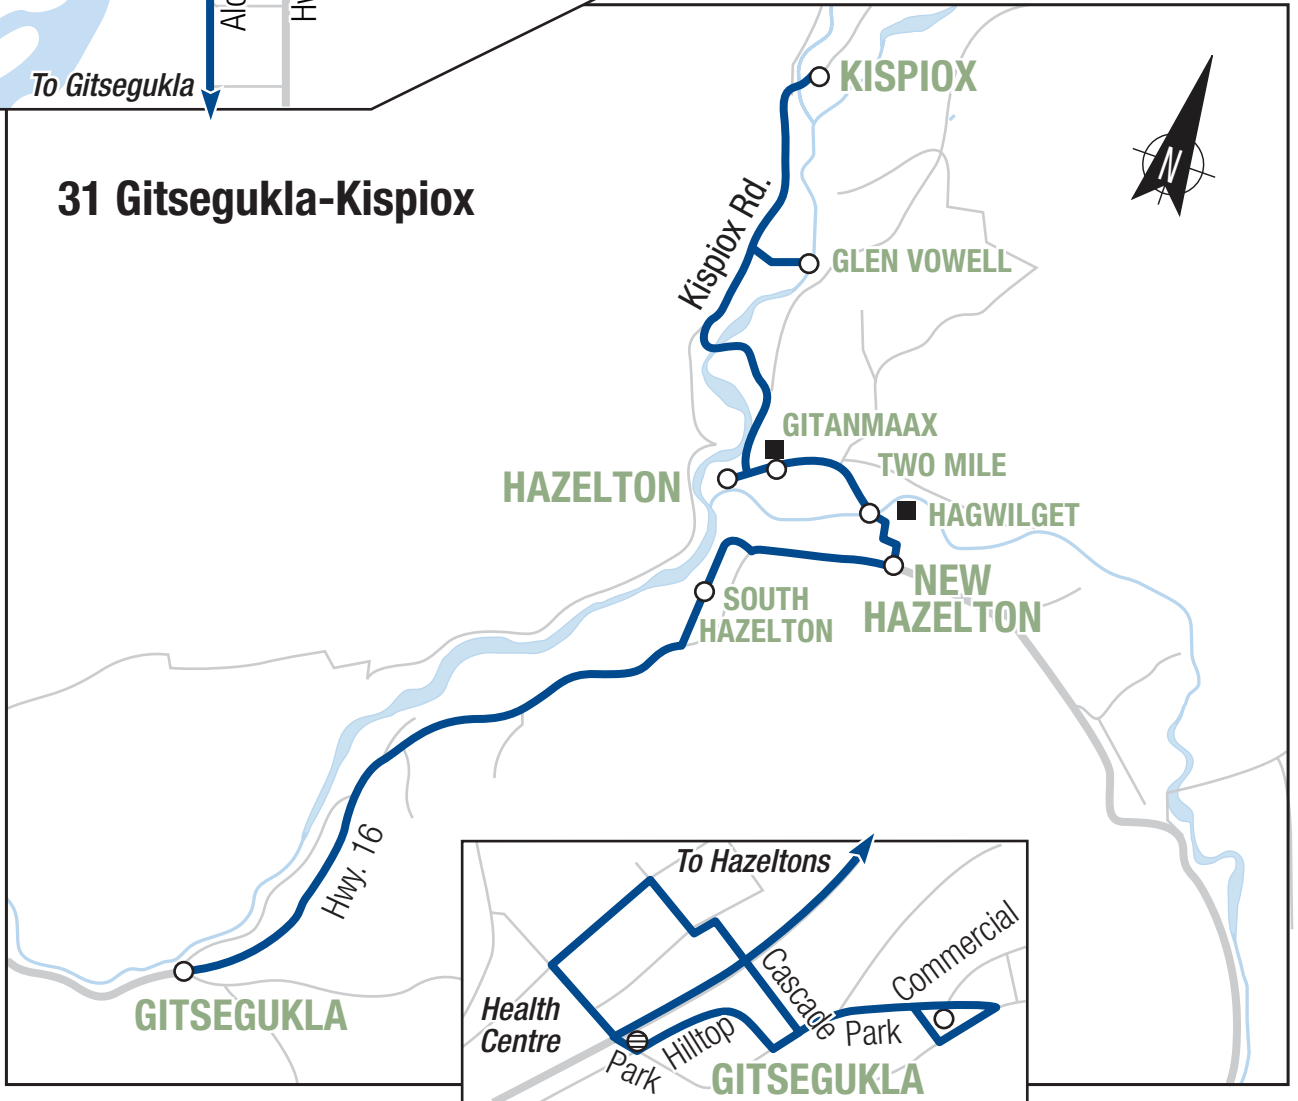 To Gitsegukla
31 Gitsegukla-Kispiox
KISPIOX
N
Kispiox Rd.
GLEN VOWELL
GITANMAAX
TWO MILE
HAZELTON
HAGWILGET
NEW
HAZELTON
SOUTH
HAZELTON
Hwy. 16
GITSEGUKLA
To Hazeltons
Commercial
Cascade
Health
Centre
Park
Hilltop
Park
GITSEGUKLA